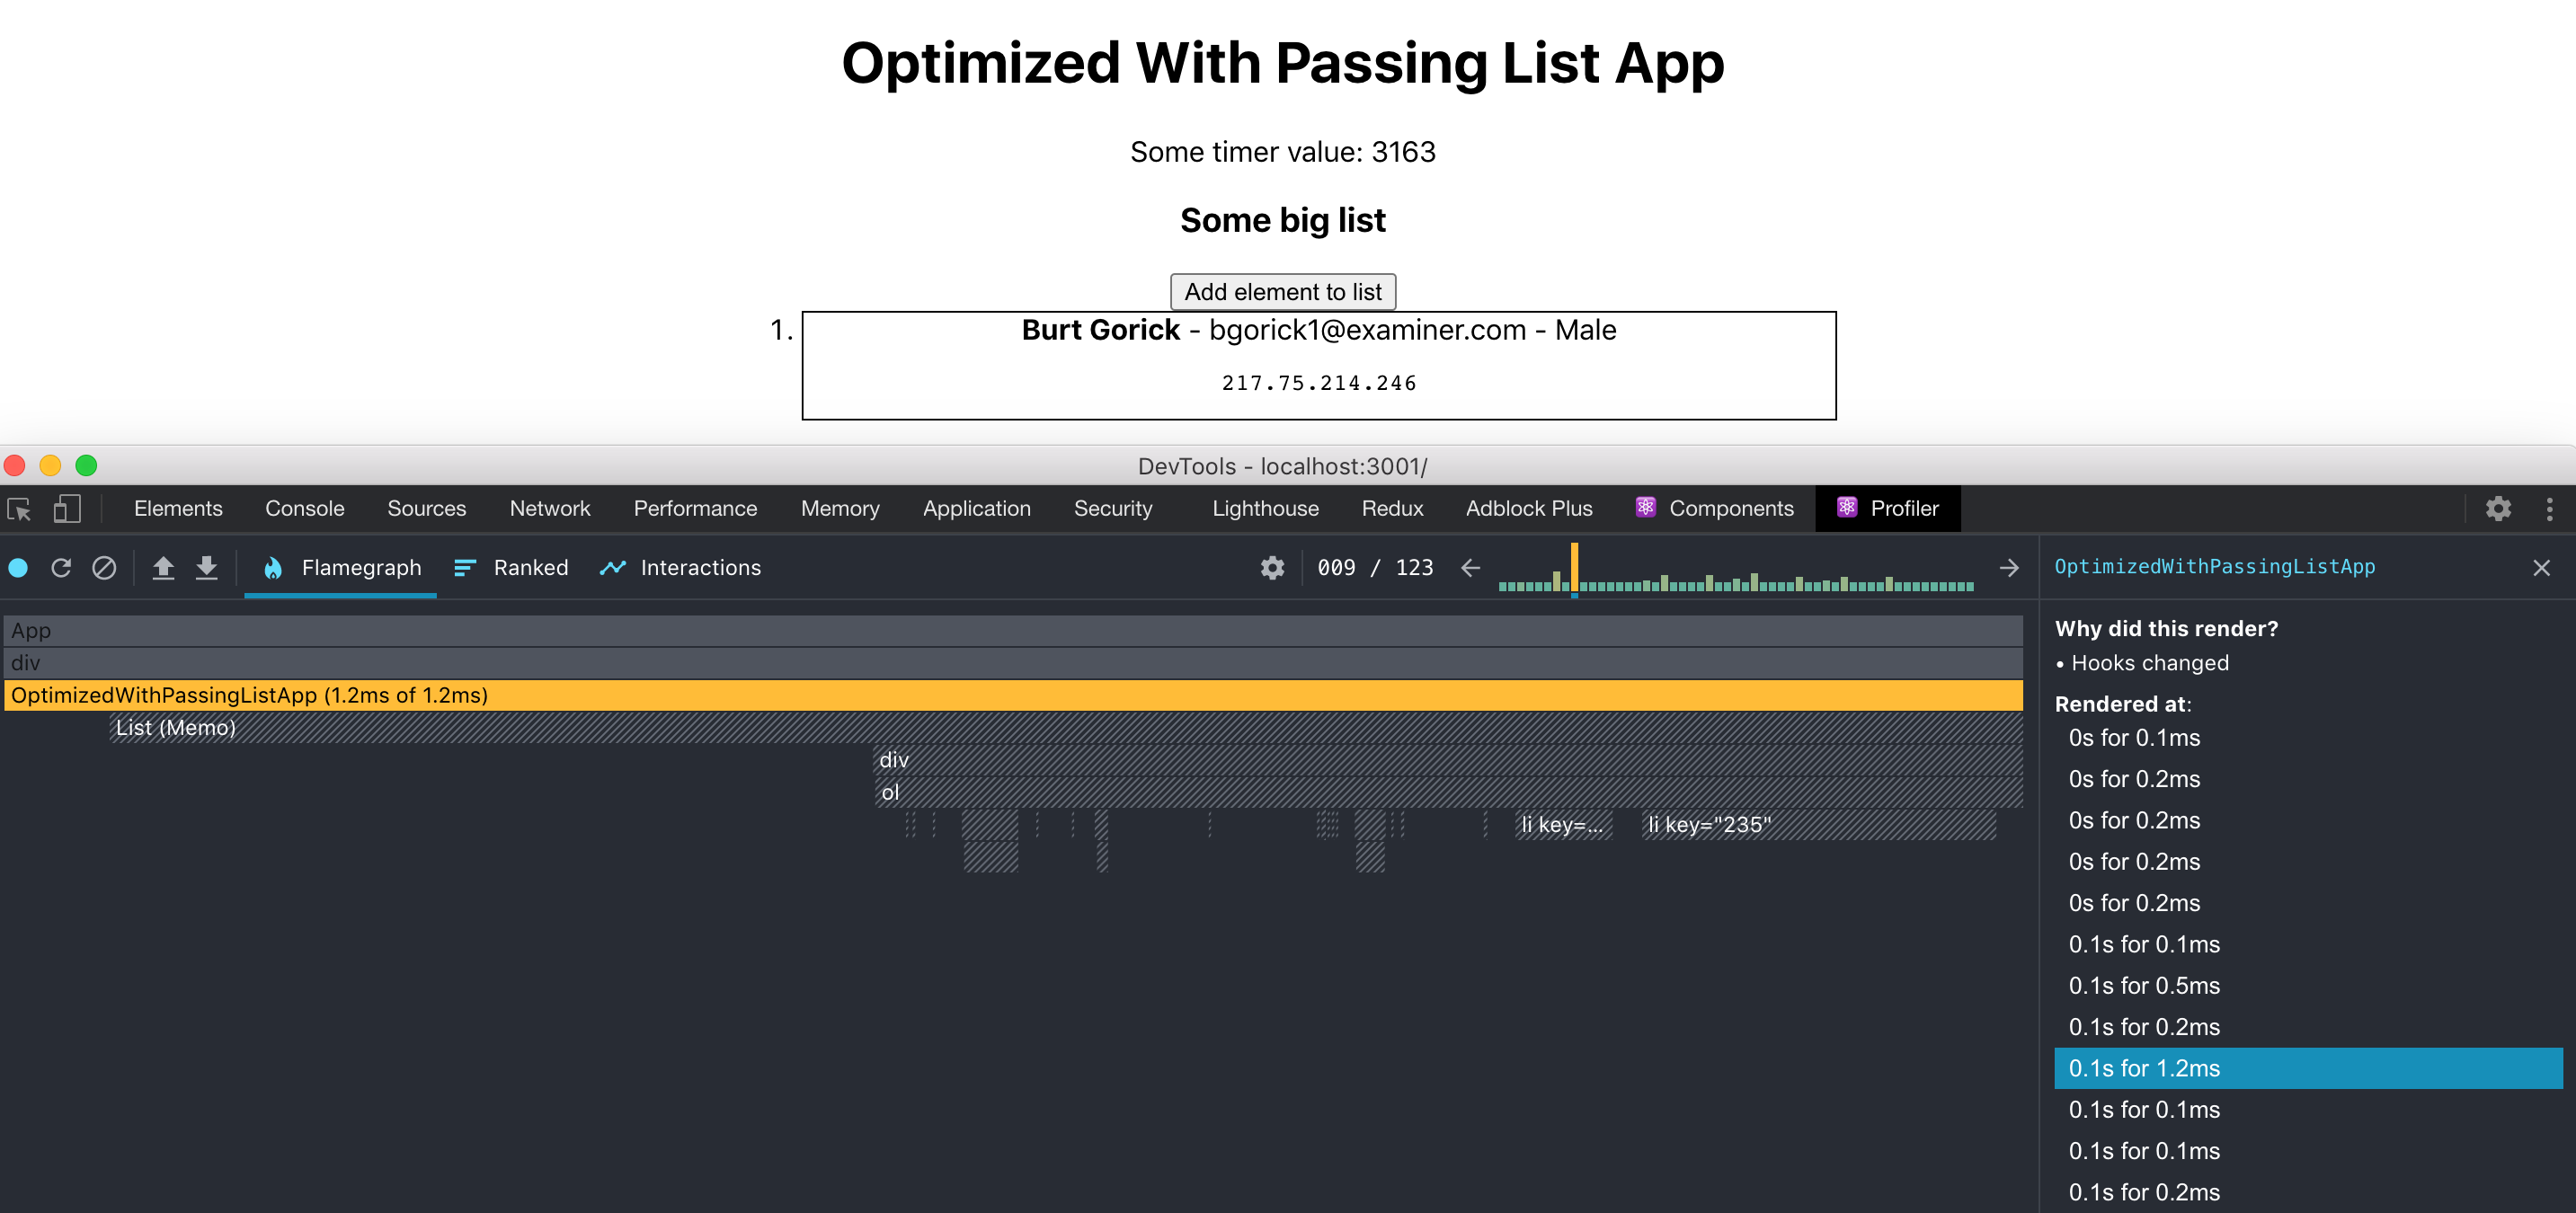 Optimized With Passing List App
Some timer value: 3163
Some big list
Add element to list
1. Burt Gorick - bgorick1@examiner.com - Male
217.75.214.246
DevTools - localhost:3001/
Elements Console Sources Network Performance Memory Application Security Lighthouse Redux Adblock Plus Components Profiler
Flamegraph Ranked Interactions 009 / 123 OptimizedWithPassingListApp
App
div
OptimizedWithPassingListApp (1.2ms of 1.2ms)
List (Memo)
div
ol
li key=... li key="235"
Why did this render?
• Hooks changed
Rendered at:
0s for 0.1ms
0s for 0.2ms
0s for 0.2ms
0s for 0.2ms
0s for 0.2ms
0.1s for 0.1ms
0.1s for 0.5ms
0.1s for 0.2ms
0.1s for 1.2ms
0.1s for 0.1ms
0.1s for 0.1ms
0.1s for 0.2ms